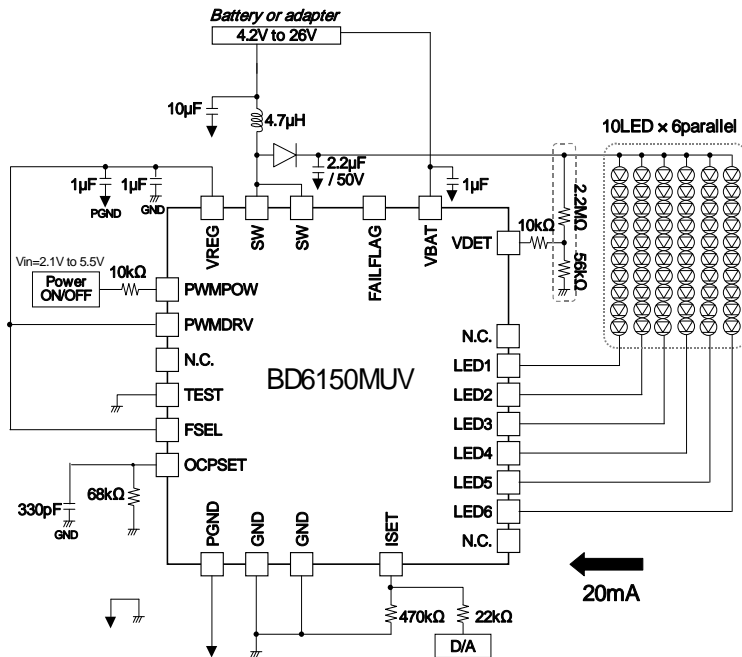 Battery or adapter
4.2V to 26V
10µF
4.7µH
10LED × 6parallel
2.2µF
/ 50V
1µF
PGND
1µF
GND
1µF
2.2MΩ
10kΩ
56kΩ
VREG
SW
SW
FAILFLAG
VBAT
VDET
Vin=2.1V to 5.5V
Power
ON/OFF
10kΩ
PWMPOW
PWMDRV
N.C.
TEST
FSEL
OCPSET
BD6150MUV
N.C.
LED1
LED2
LED3
LED4
LED5
LED6
N.C.
330pF
GND
68kΩ
PGND
GND
GND
ISET
20mA
470kΩ
22kΩ
D/A